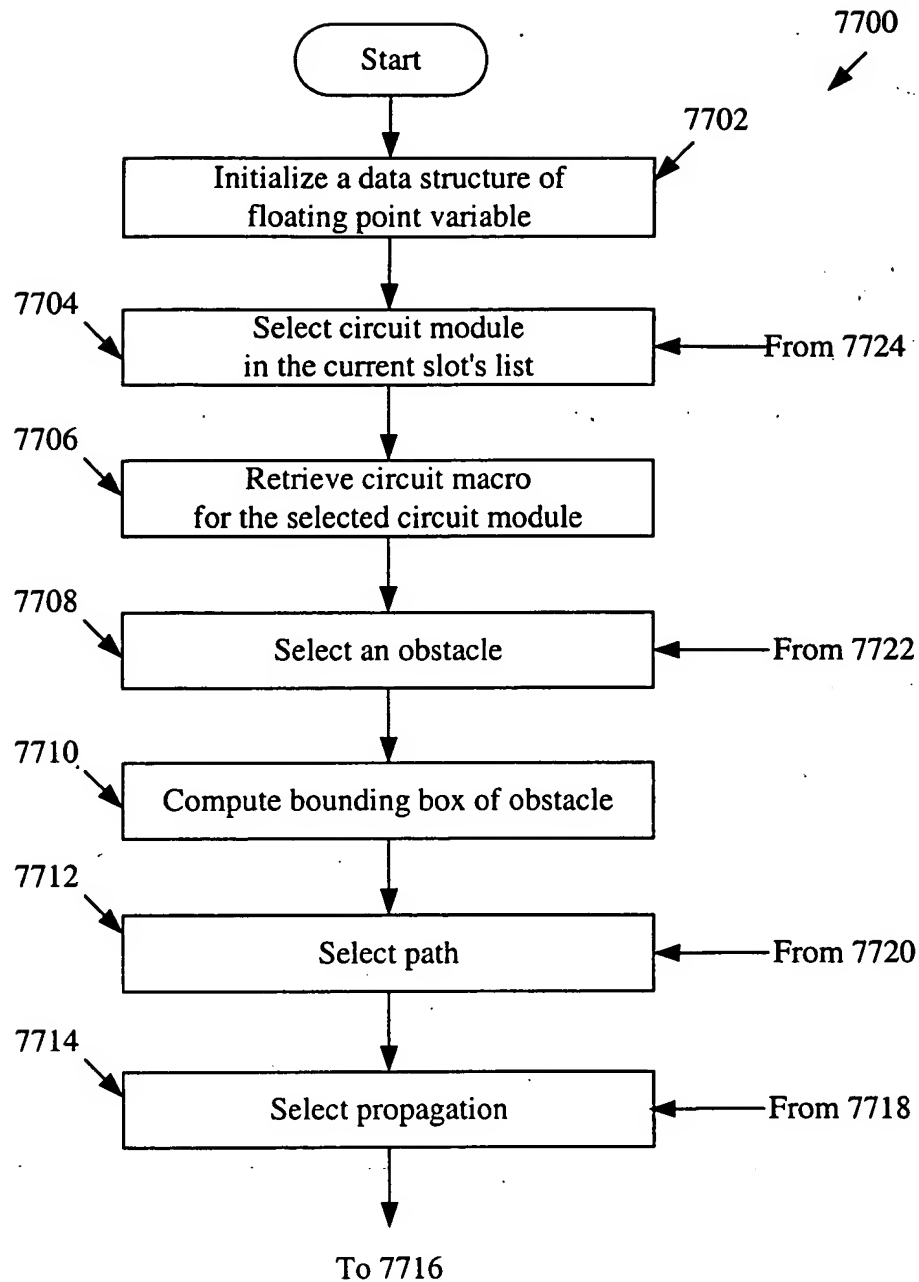 7700
Start
7702
Initialize a data structure of
floating point variable
7704
Select circuit module
in the current slot's list
From 7724
7706
Retrieve circuit macro
for the selected circuit module
7708
Select an obstacle
From 7722
7710
Compute bounding box of obstacle
7712
Select path
From 7720
7714
Select propagation
From 7718
To 7716